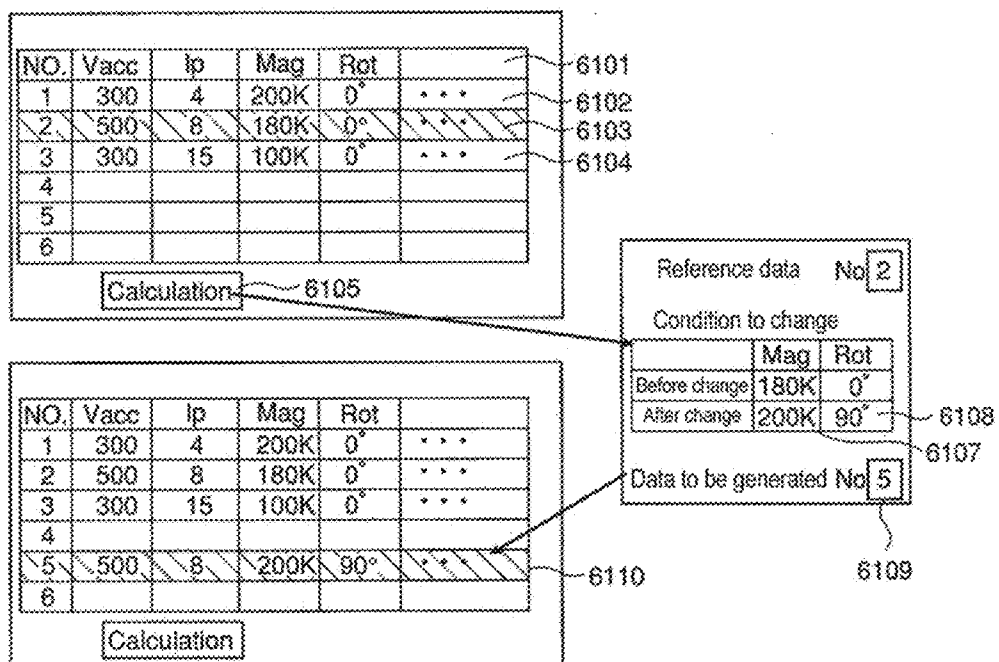 NO. Vacc Ip Mag Rot
1 300 4 200K 0° • • •
2 500 8 180K 0° • • •
3 300 15 100K 0° • • •
4
5
6
Calculation
6101
6102
6103
6104
6105
Reference data No 2
Condition to change
Mag Rot
Before change 180K 0°
After change 200K 90°
6108
6107
Data to be generated No 5
6109
NO. Vacc Ip Mag Rot
1 300 4 200K 0° • • •
2 500 8 180K 0° • • •
3 300 15 100K 0° • • •
4
5 500 8 200K 90° • • •
6
6110
Calculation